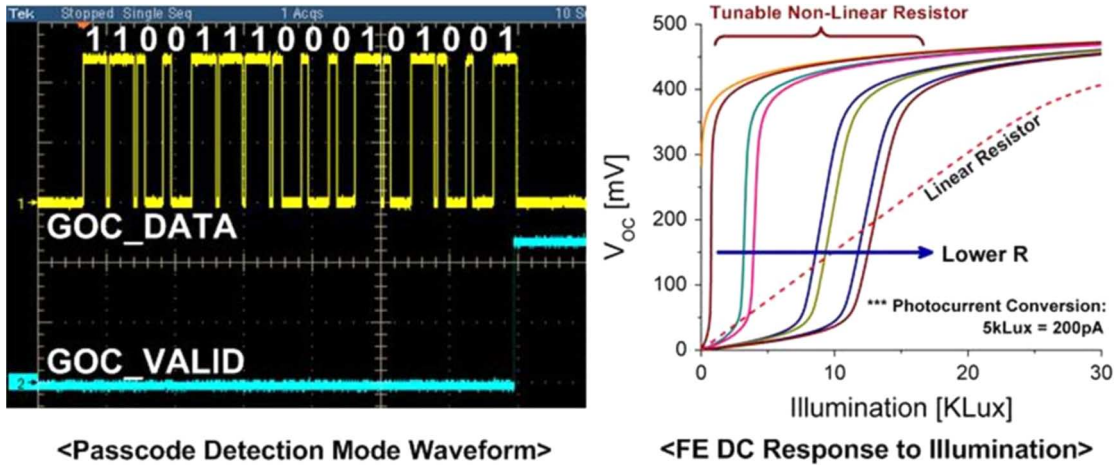 Tek Stopped Single Seq 1 Acqs 10 S
1100111000101001
1
GOC_DATA
GOC_VALID
2
<Passcode Detection Mode Waveform>
Tunable Non-Linear Resistor
500
400
300
200
100
0
V_OC [mV]
Linear Resistor
Lower R
*** Photocurrent Conversion:
5kLux = 200pA
0 10 20 30
Illumination [KLux]
<FE DC Response to Illumination>